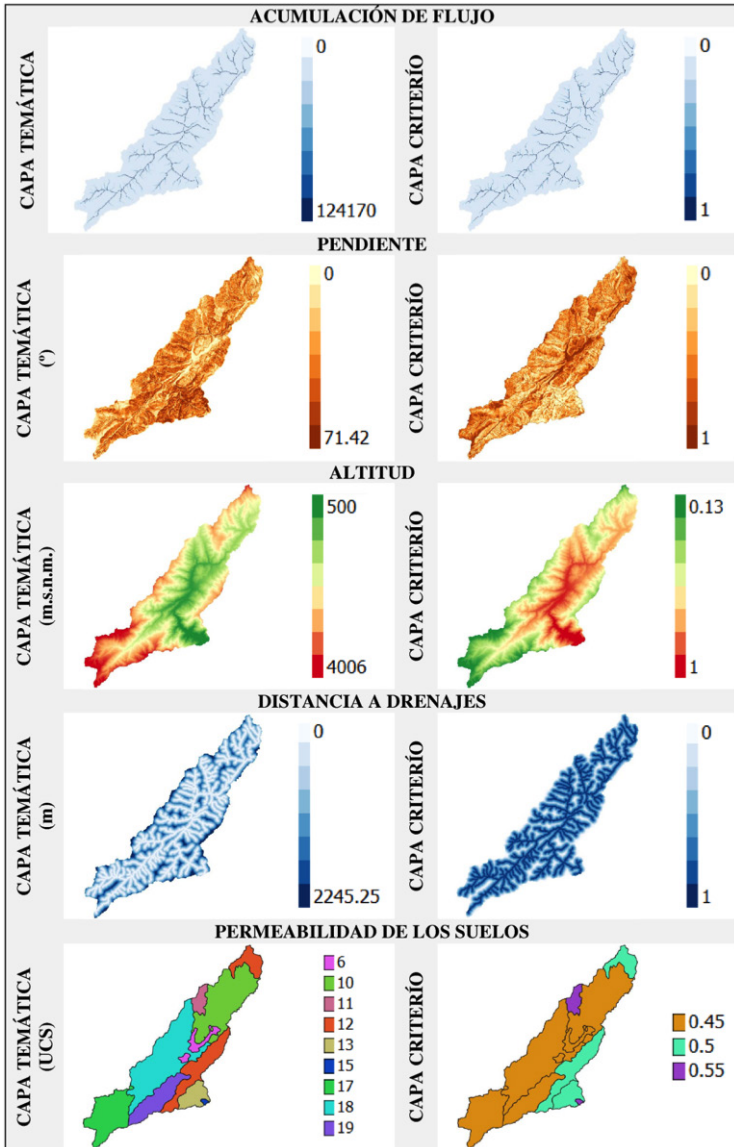 ACUMULACIÓN DE FLUJO
CAPA TEMÁTICA
0
124170
CAPA CRITERÍO
0
1
PENDIENTE
CAPA TEMÁTICA
(º)
0
71.42
CAPA CRITERÍO
0
1
ALTITUD
CAPA TEMÁTICA
(m.s.n.m.)
500
4006
CAPA CRITERÍO
0.13
1
DISTANCIA A DRENAJES
CAPA TEMÁTICA
(m)
0
2245.25
CAPA CRITERÍO
0
1
PERMEABILIDAD DE LOS SUELOS
CAPA TEMÁTICA
(UCS)
6
10
11
12
13
15
17
18
19
CAPA CRITERÍO
0.45
0.5
0.55